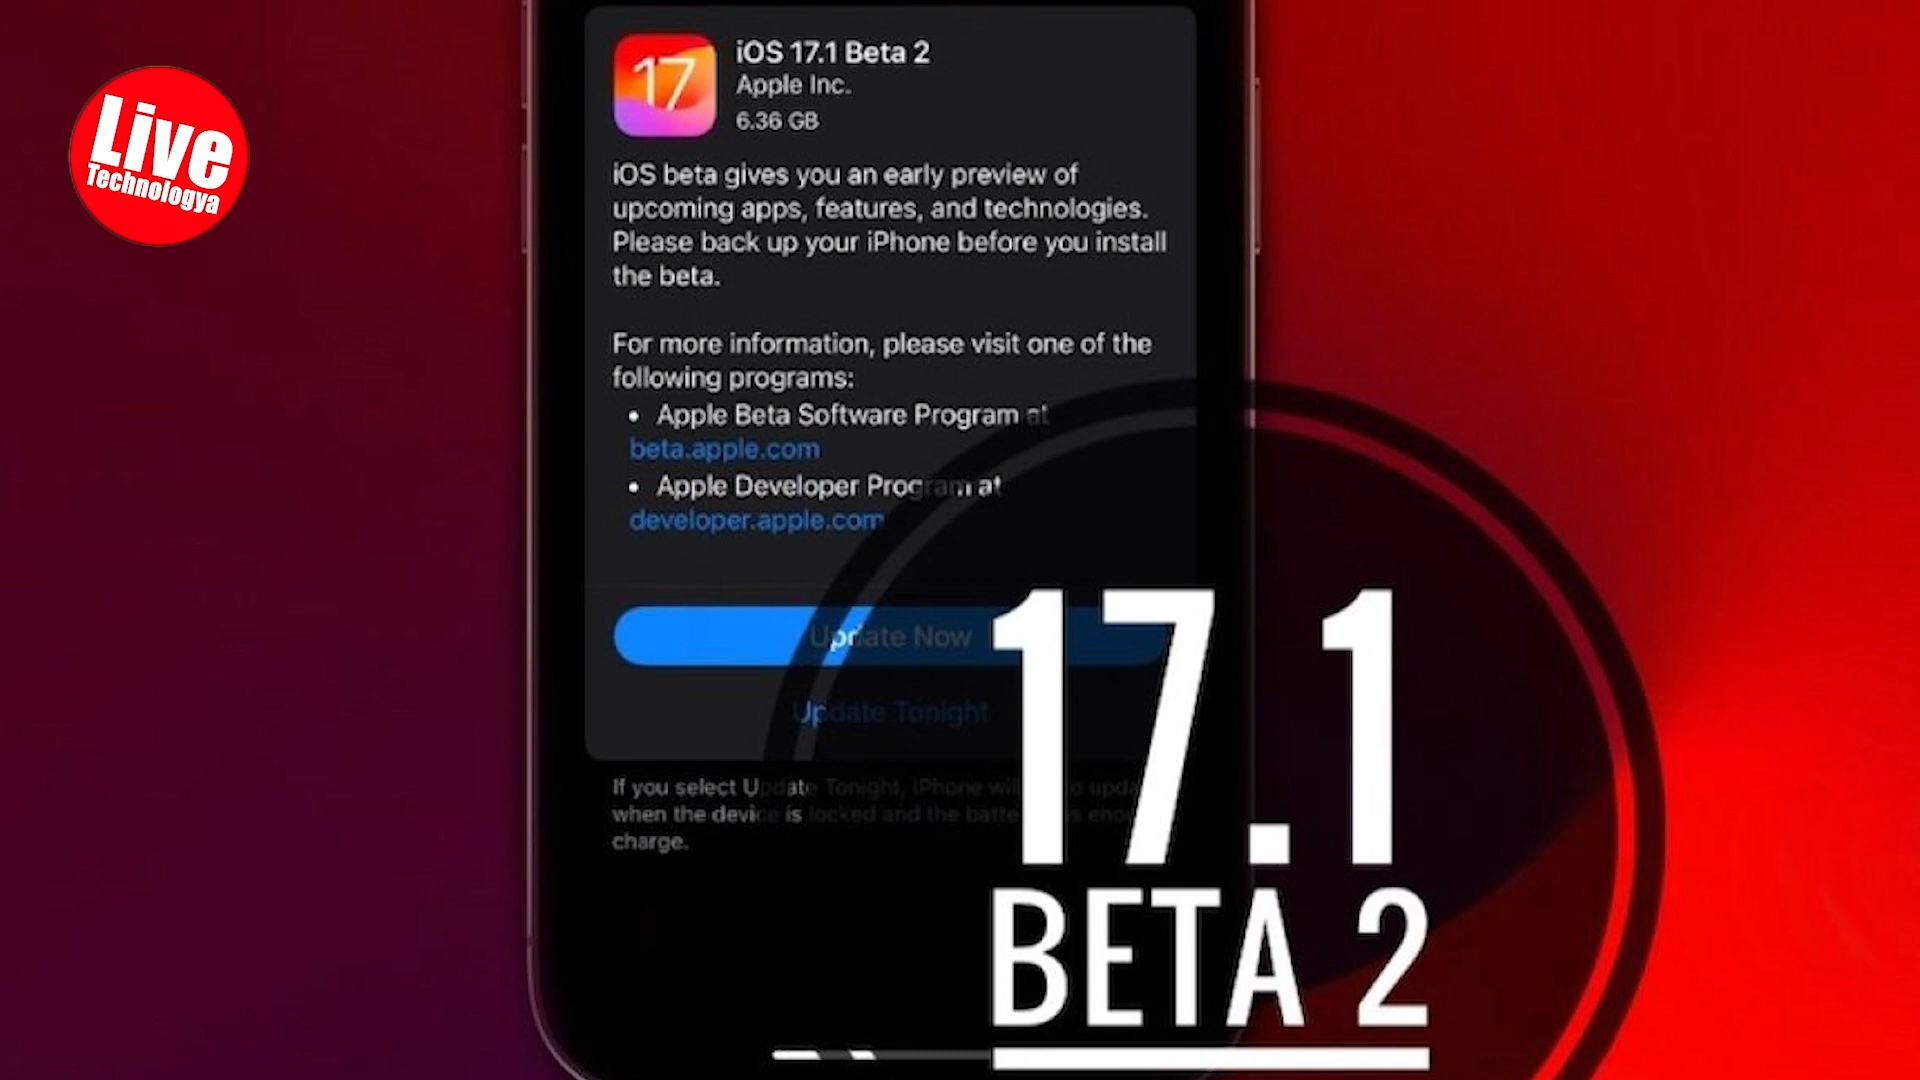 Live
Technologya
17
iOS 17.1 Beta 2
Apple Inc.
6.36 GB
iOS beta gives you an early preview of
upcoming apps, features, and technologies.
Please back up your iPhone before you install
the beta.
For more information, please visit one of the
following programs:
• Apple Beta Software Program at
beta.apple.com
• Apple Developer Program at
developer.apple.com
Update Now
Update Tonight
If you select Update Tonight, iPhone
when the device is locked and the
charge.
17.1
BETA 2